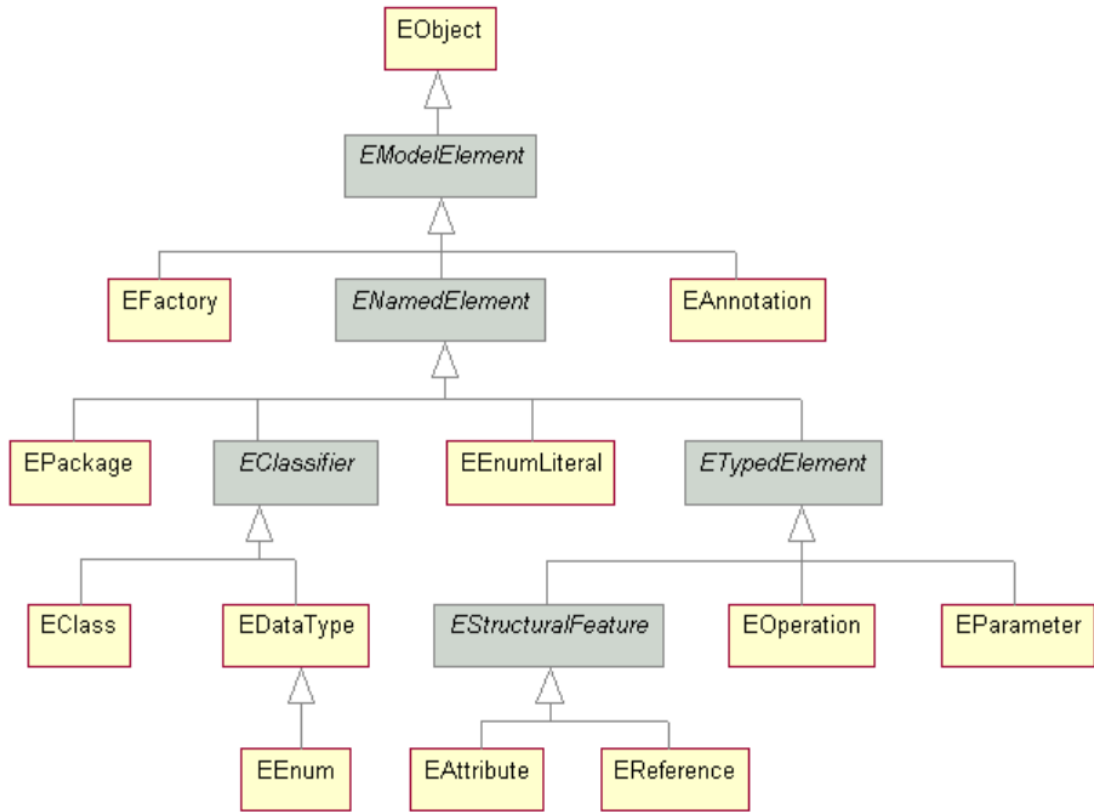 EObject
EModelElement
EFactory
ENamedElement
EAnnotation
EPackage
EClassifier
EEnumLiteral
ETypedElement
EClass
EDataType
EStructuralFeature
EOperation
EParameter
EEnum
EAttribute
EReference